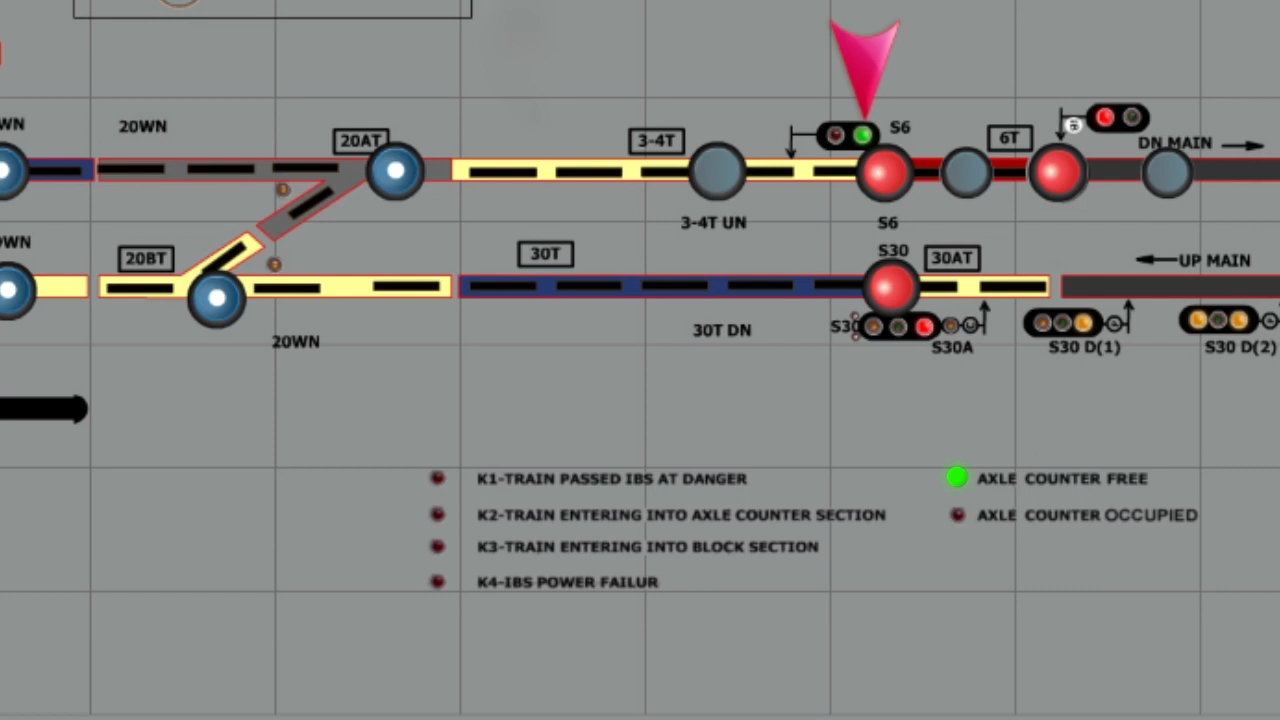 WN
20WN
20AT
3-4T
S6
6T
DN MAIN
3-4T UN
S6
0WN
20BT
30T
S30
30AT
UP MAIN
30T DN
S30
S30A
S30 D(1)
S30 D(2)
20WN
K1-TRAIN PASSED IBS AT DANGER
AXLE COUNTER FREE
K2-TRAIN ENTERING INTO AXLE COUNTER SECTION
AXLE COUNTER OCCUPIED
K3-TRAIN ENTERING INTO BLOCK SECTION
K4-IBS POWER FAILUR